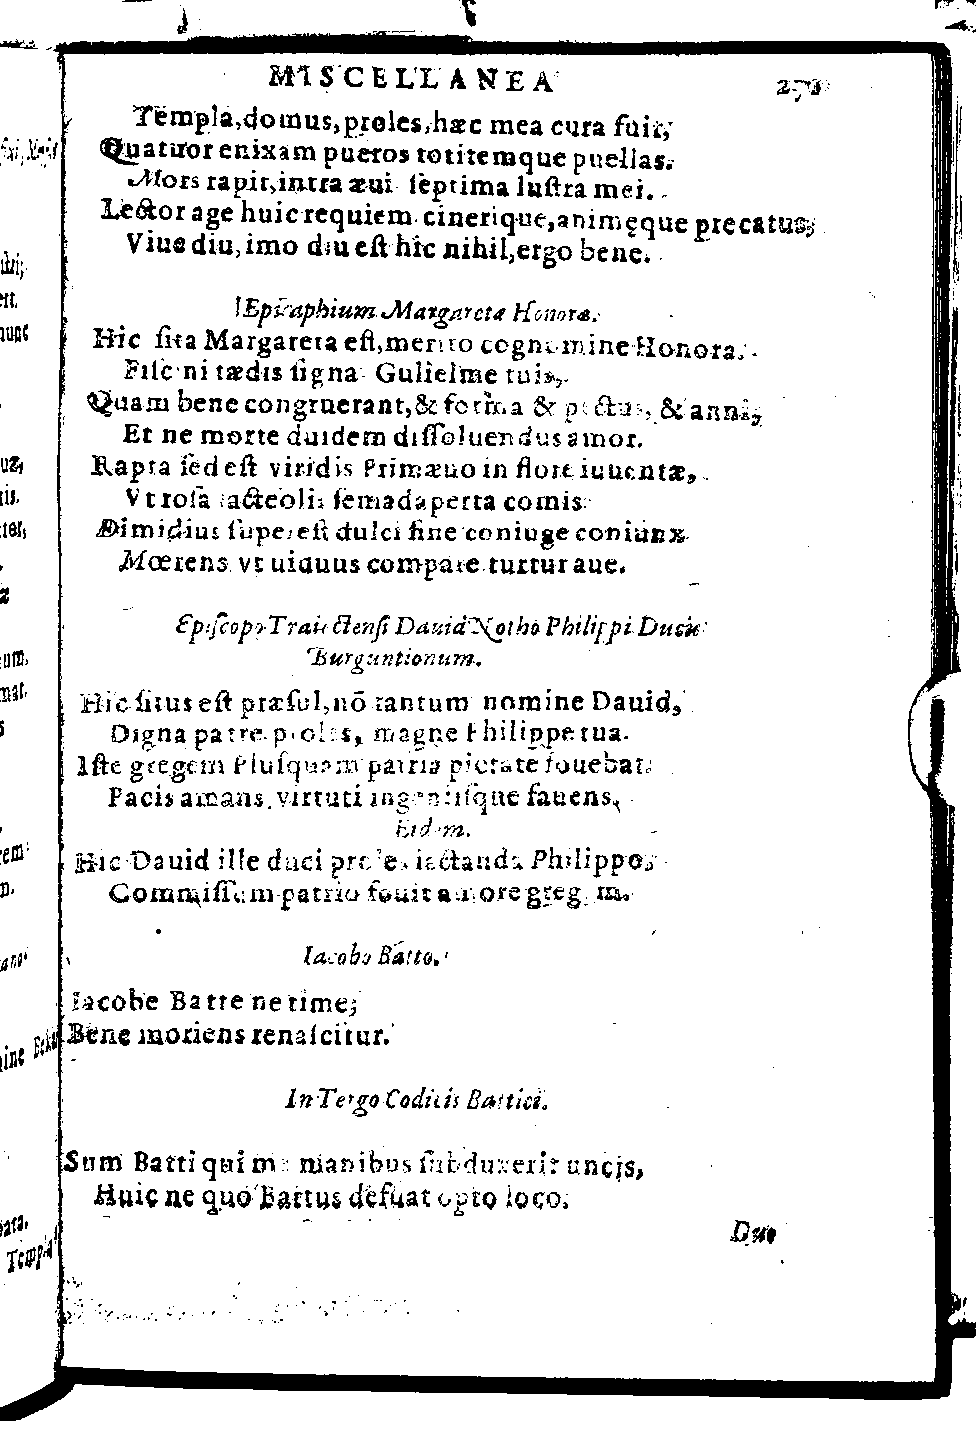 MISCELLANEA 271
Templa, domus, proles, hæc mea cura fuit,
Quatuor enixam pueros totitemque puellas.
Mors rapit, intra æui septima lustra mei.
Lector age huic requiem cinerique, animęque precatus,
Viue diu, imo diu est hic nihil, ergo bene.
Epitaphium Margaretæ Honoræ.
Hic sita Margareta est, merito cognomine Honora.
Filc ni tædis signa Gulielme tuis,
Quam bene congruerant, & forma & pectus, & anni,
Et ne morte quidem dissoluendus amor.
Rapta sed est viridis Primæuo in flore iuuentæ,
Vt rosa lacteolis semadaperta comis
Dimidius superest dulci sine coniuge coniunx
Mœrens vt uiduus compare turtur aue.
Episcopo Traiectensi Dauid Notho Philippi Ducis
Burguntionum.
Hic situs est præsul, nō tantum nomine Dauid,
Digna patre proles, magne Philippe tua.
Iste gregem Plusquam patria pietate fouebat.
Pacis amans, virtuti ingeniisque fauens,
Eidem.
Hic Dauid ille duci proles iactanda Philippo,
Commissum patrio fouit amore gregem.
Iacobo Batto.
Iacobe Batte ne time;
Bene moriens renascitur.
In Tergo Codicis Battici.
Sum Batti qui me manibus subduxerit uncis,
Huic ne quo Battus desuat opto loco.
Duo